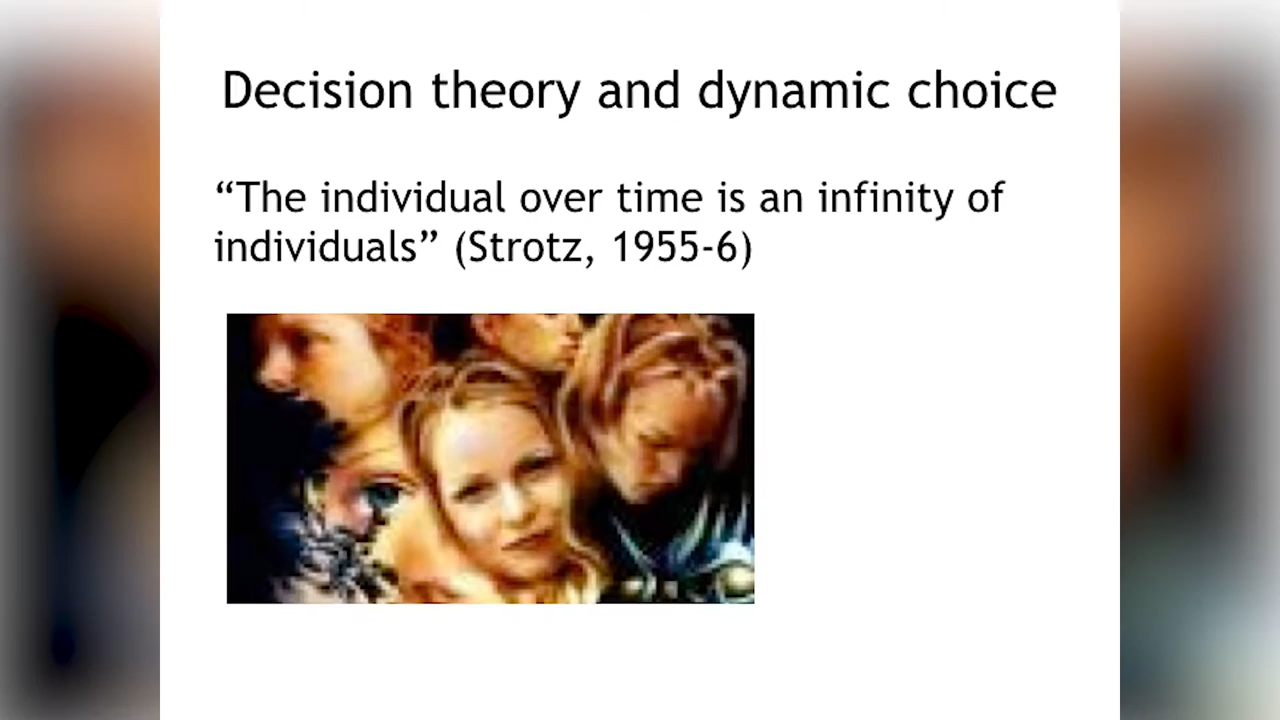 Decision theory and dynamic choice
“The individual over time is an infinity of
individuals” (Strotz, 1955-6)